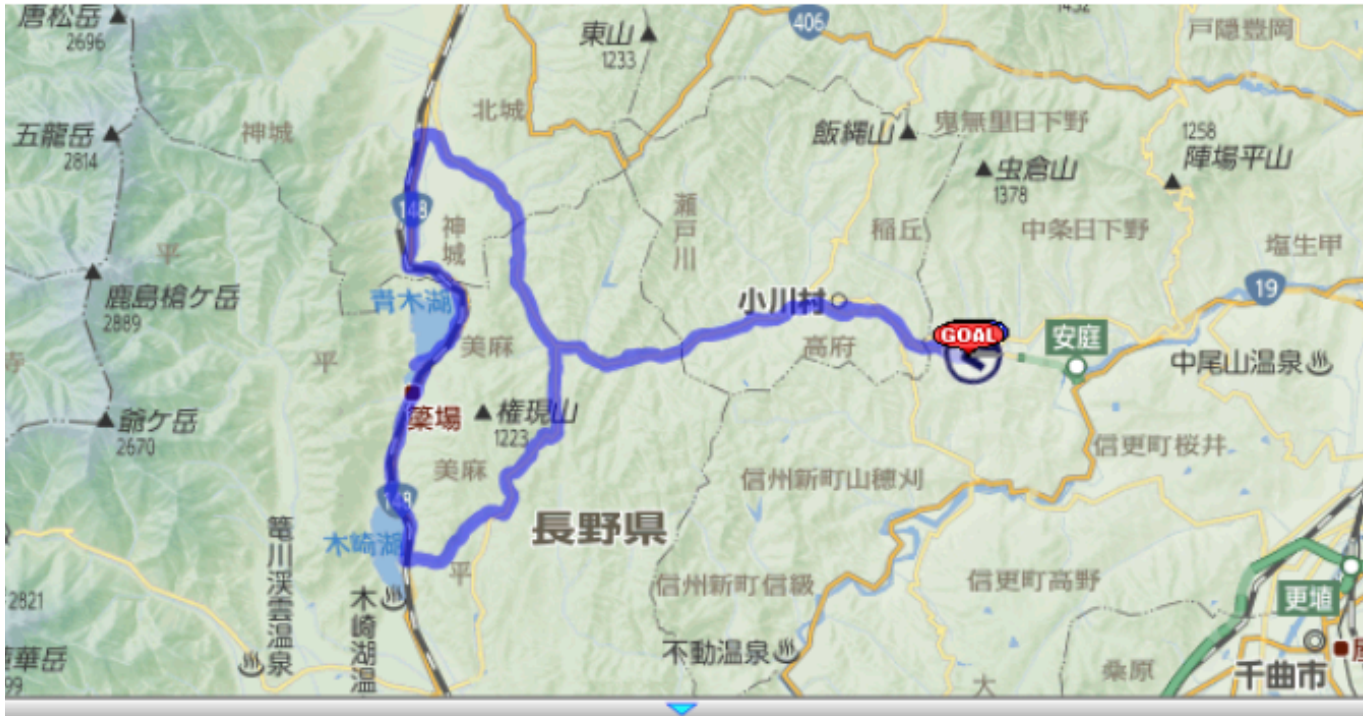 唐松岳
2696
東山
1233
406
戸隠豊岡
五龍岳
2814
神城
北城
飯縄山
鬼無里日下野
虫倉山
1378
1258
陣場平山
148
神城
瀬戸川
稲丘
中条日下野
塩生甲
平
鹿島槍ケ岳
2889
青木湖
小川村
19
平
美麻
高府
GOAL
安庭
中尾山温泉
爺ケ岳
2670
簗場
権現山
1223
美麻
信更町桜井
信州新町山穂刈
148
長野県
木崎湖
平
籠川渓雲温泉
木崎湖温
信州新町信級
信更町高野
2821
更埴
不動温泉
桑原
千曲市
大
華岳
99